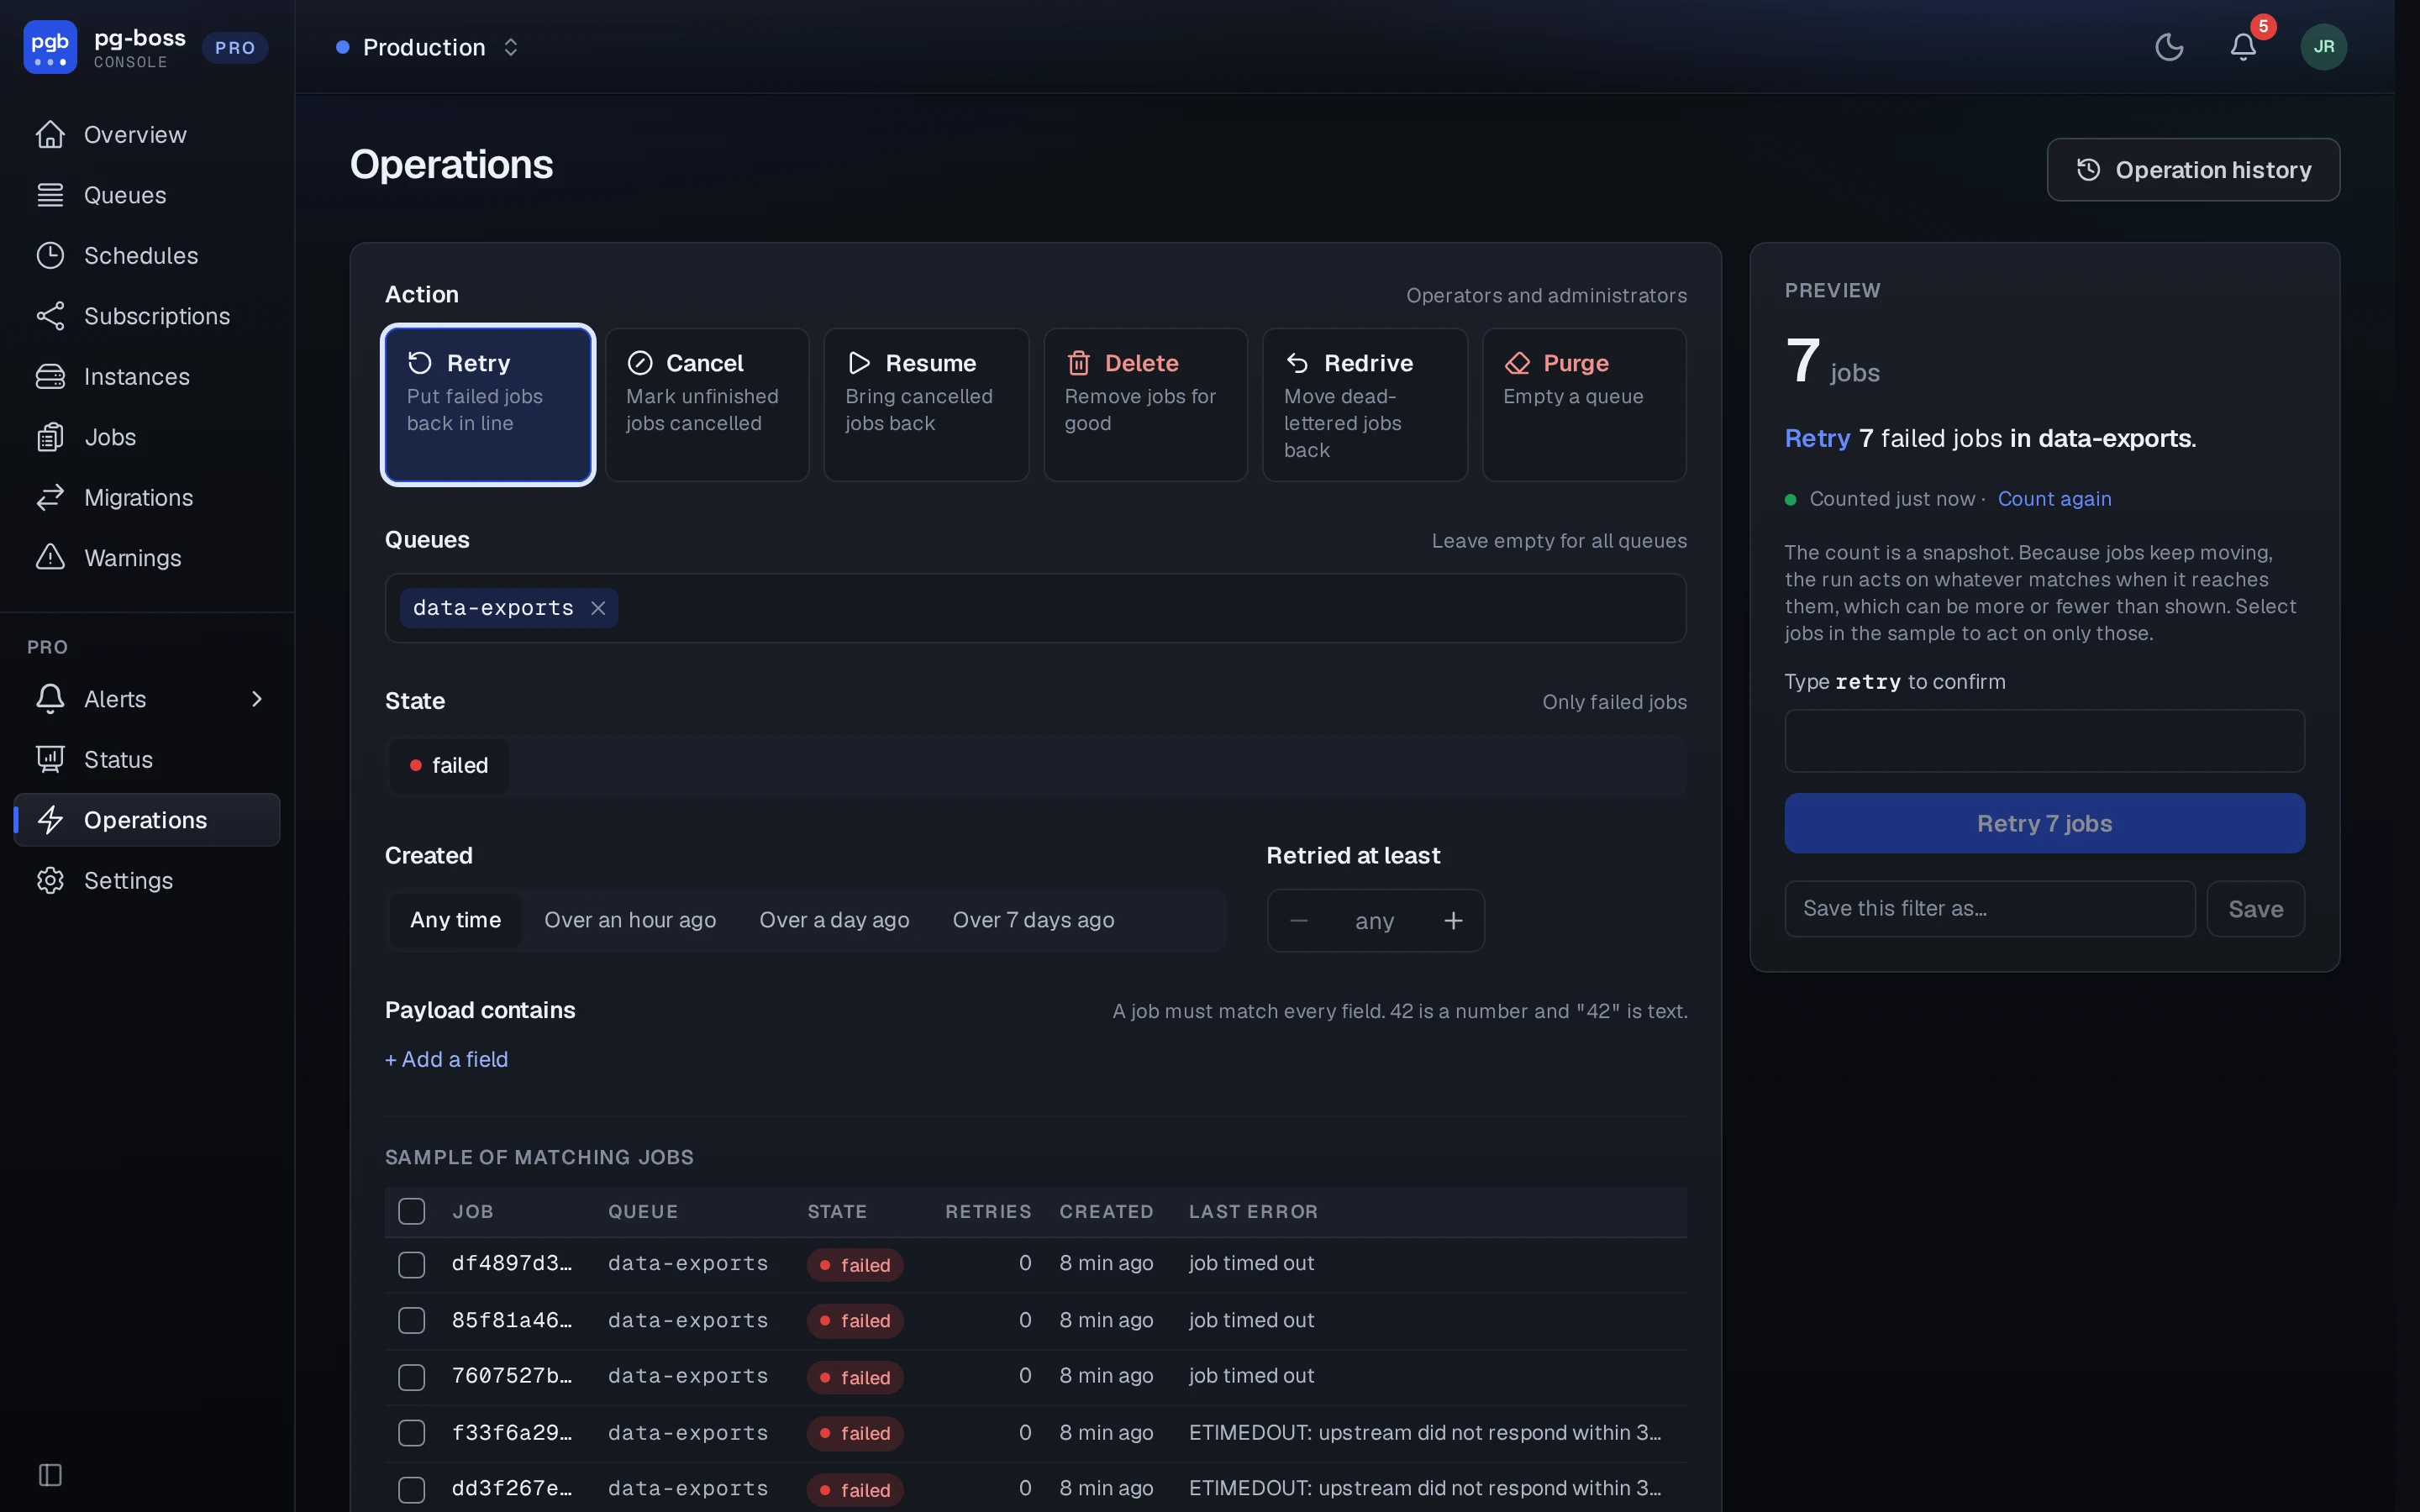 pgb
pg-boss
CONSOLE
PRO
Production
5
JR
Overview
Queues
Schedules
Subscriptions
Instances
Jobs
Migrations
Warnings
PRO
Alerts
Status
Operations
Settings
Operations
Operation history
Action
Operators and administrators
Retry
Put failed jobs
back in line
Cancel
Mark unfinished
jobs cancelled
Resume
Bring cancelled
jobs back
Delete
Remove jobs for
good
Redrive
Move dead-
lettered jobs
back
Purge
Empty a queue
Queues
Leave empty for all queues
data-exports
State
Only failed jobs
failed
Created
Any time Over an hour ago Over a day ago Over 7 days ago
Retried at least
any
Payload contains
A job must match every field. 42 is a number and "42" is text.
+ Add a field
SAMPLE OF MATCHING JOBS
JOB QUEUE STATE RETRIES CREATED LAST ERROR
df4897d3… data-exports failed 0 8 min ago job timed out
85f81a46… data-exports failed 0 8 min ago job timed out
7607527b… data-exports failed 0 8 min ago job timed out
f33f6a29… data-exports failed 0 8 min ago ETIMEDOUT: upstream did not respond within 3…
dd3f267e… data-exports failed 0 8 min ago ETIMEDOUT: upstream did not respond within 3…
PREVIEW
7 jobs
Retry 7 failed jobs in data-exports.
Counted just now · Count again
The count is a snapshot. Because jobs keep moving,
the run acts on whatever matches when it reaches
them, which can be more or fewer than shown. Select
jobs in the sample to act on only those.
Type retry to confirm
Retry 7 jobs
Save this filter as…
Save